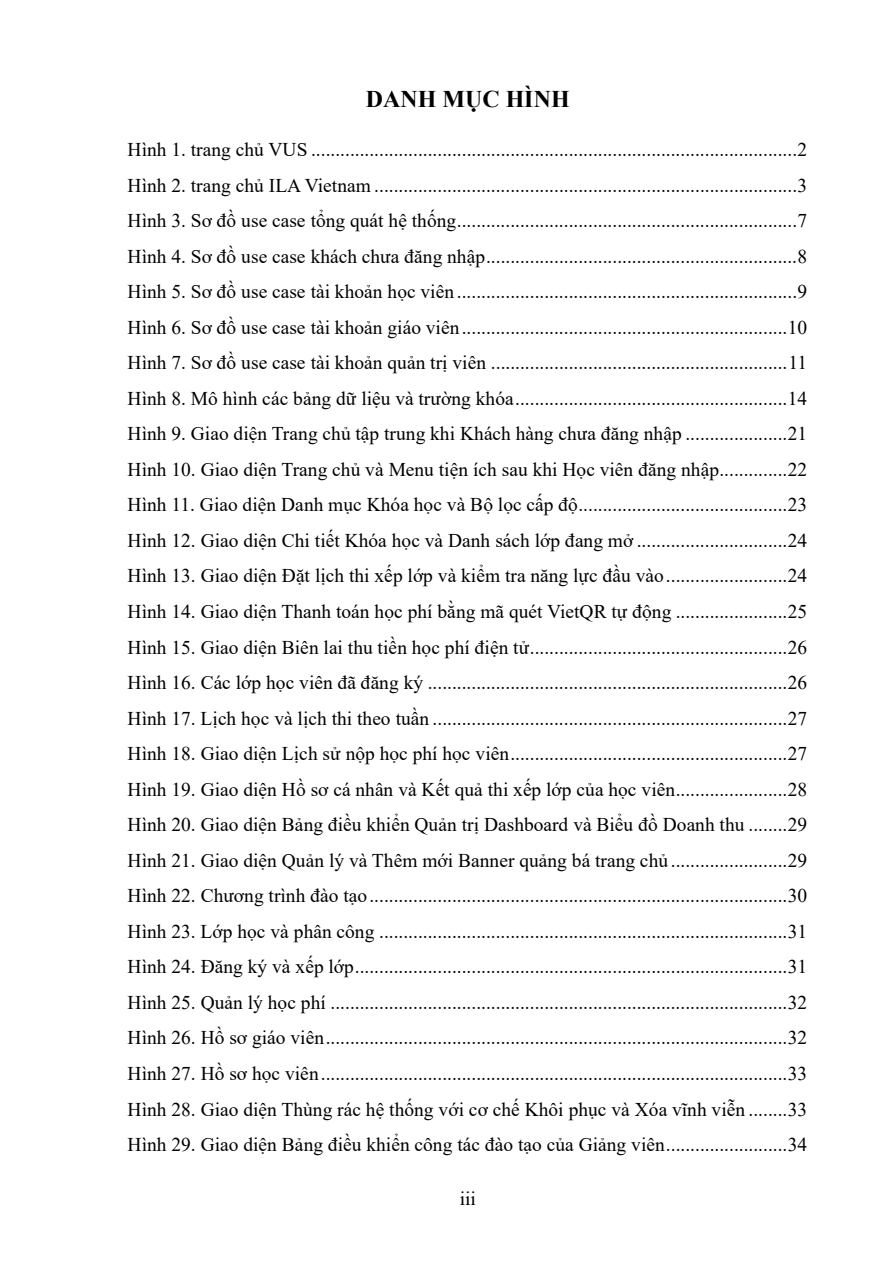 DANH MỤC HÌNH
Hình 1. trang chủ VUS ....................................................................................................2
Hình 2. trang chủ ILA Vietnam .......................................................................................3
Hình 3. Sơ đồ use case tổng quát hệ thống......................................................................7
Hình 4. Sơ đồ use case khách chưa đăng nhập................................................................8
Hình 5. Sơ đồ use case tài khoản học viên ......................................................................9
Hình 6. Sơ đồ use case tài khoản giáo viên ...................................................................10
Hình 7. Sơ đồ use case tài khoản quản trị viên .............................................................11
Hình 8. Mô hình các bảng dữ liệu và trường khóa........................................................14
Hình 9. Giao diện Trang chủ tập trung khi Khách hàng chưa đăng nhập .....................21
Hình 10. Giao diện Trang chủ và Menu tiện ích sau khi Học viên đăng nhập..............22
Hình 11. Giao diện Danh mục Khóa học và Bộ lọc cấp độ...........................................23
Hình 12. Giao diện Chi tiết Khóa học và Danh sách lớp đang mở ...............................24
Hình 13. Giao diện Đặt lịch thi xếp lớp và kiểm tra năng lực đầu vào.........................24
Hình 14. Giao diện Thanh toán học phí bằng mã quét VietQR tự động .......................25
Hình 15. Giao diện Biên lai thu tiền học phí điện tử.....................................................26
Hình 16. Các lớp học viên đã đăng ký ..........................................................................26
Hình 17. Lịch học và lịch thi theo tuần .........................................................................27
Hình 18. Giao diện Lịch sử nộp học phí học viên.........................................................27
Hình 19. Giao diện Hồ sơ cá nhân và Kết quả thi xếp lớp của học viên.......................28
Hình 20. Giao diện Bảng điều khiển Quản trị Dashboard và Biểu đồ Doanh thu ........29
Hình 21. Giao diện Quản lý và Thêm mới Banner quảng bá trang chủ ........................29
Hình 22. Chương trình đào tạo ......................................................................................30
Hình 23. Lớp học và phân công ....................................................................................31
Hình 24. Đăng ký và xếp lớp.........................................................................................31
Hình 25. Quản lý học phí ..............................................................................................32
Hình 26. Hồ sơ giáo viên...............................................................................................32
Hình 27. Hồ sơ học viên................................................................................................33
Hình 28. Giao diện Thùng rác hệ thống với cơ chế Khôi phục và Xóa vĩnh viễn ........33
Hình 29. Giao diện Bảng điều khiển công tác đào tạo của Giảng viên.........................34
iii